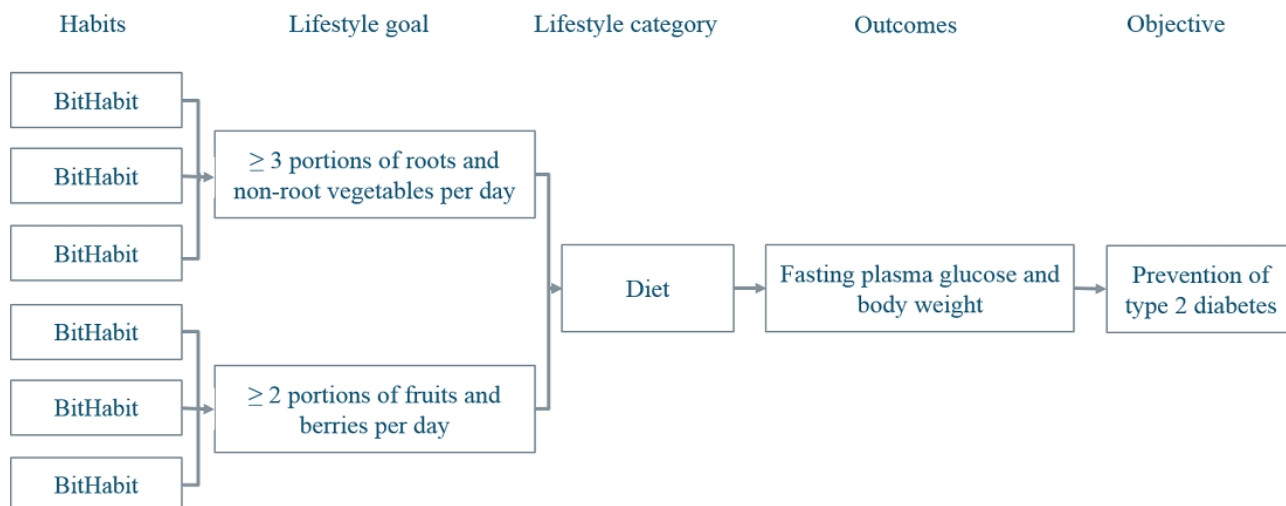 Habits
Lifestyle goal
Lifestyle category
Outcomes
Objective
BitHabit
BitHabit
BitHabit
≥ 3 portions of roots and
non-root vegetables per day
BitHabit
BitHabit
BitHabit
≥ 2 portions of fruits and
berries per day
Diet
Fasting plasma glucose and
body weight
Prevention of
type 2 diabetes